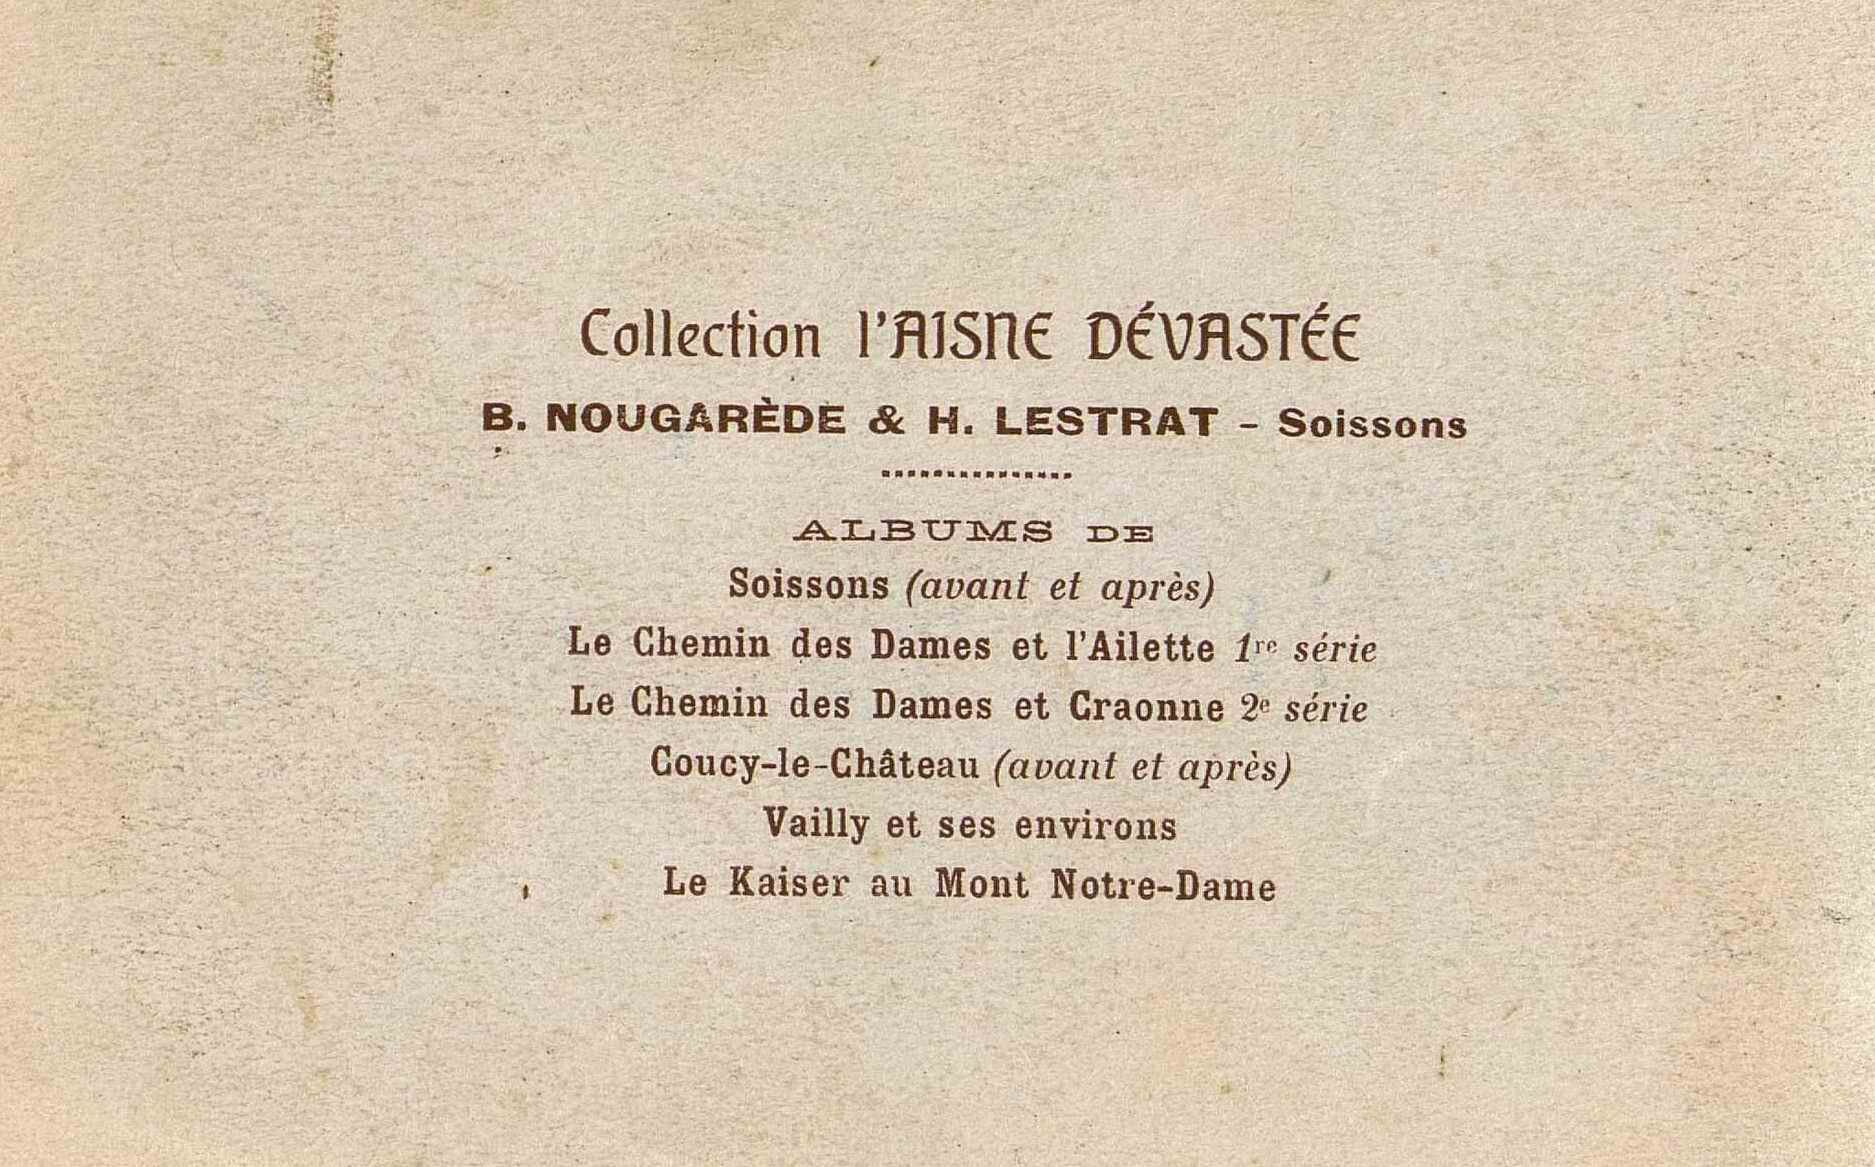 Collection l'AISNE DÉVASTÉE
B. NOUGARÈDE & H. LESTRAT - Soissons
ALBUMS DE
Soissons (avant et après)
Le Chemin des Dames et l'Ailette 1re série
Le Chemin des Dames et Craonne 2e série
Coucy-le-Château (avant et après)
Vailly et ses environs
Le Kaiser au Mont Notre-Dame